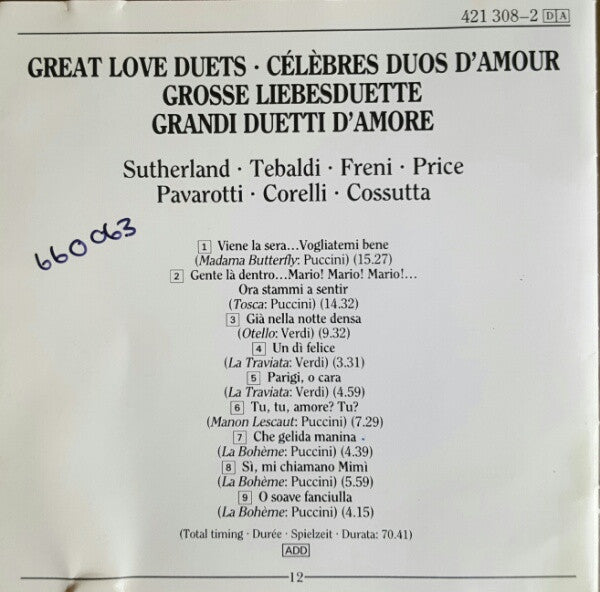 421 308-2 D A
GREAT LOVE DUETS · CÉLÈBRES DUOS D'AMOUR
GROSSE LIEBESDUETTE
GRANDI DUETTI D'AMORE
Sutherland · Tebaldi · Freni · Price
Pavarotti · Corelli · Cossutta
660063
1 Viene la sera...Vogliatemi bene
(Madama Butterfly: Puccini) (15.27)
2 Gente là dentro...Mario! Mario! Mario!...
Ora stammi a sentir
(Tosca: Puccini) (14.32)
3 Già nella notte densa
(Otello: Verdi) (9.32)
4 Un dì felice
(La Traviata: Verdi) (3.31)
5 Parigi, o cara
(La Traviata: Verdi) (4.59)
6 Tu, tu, amore? Tu?
(Manon Lescaut: Puccini) (7.29)
7 Che gelida manina
(La Bohème: Puccini) (4.39)
8 Sì, mi chiamano Mimì
(La Bohème: Puccini) (5.59)
9 O soave fanciulla
(La Bohème: Puccini) (4.15)
(Total timing · Durée · Spielzeit · Durata: 70.41)
ADD
12